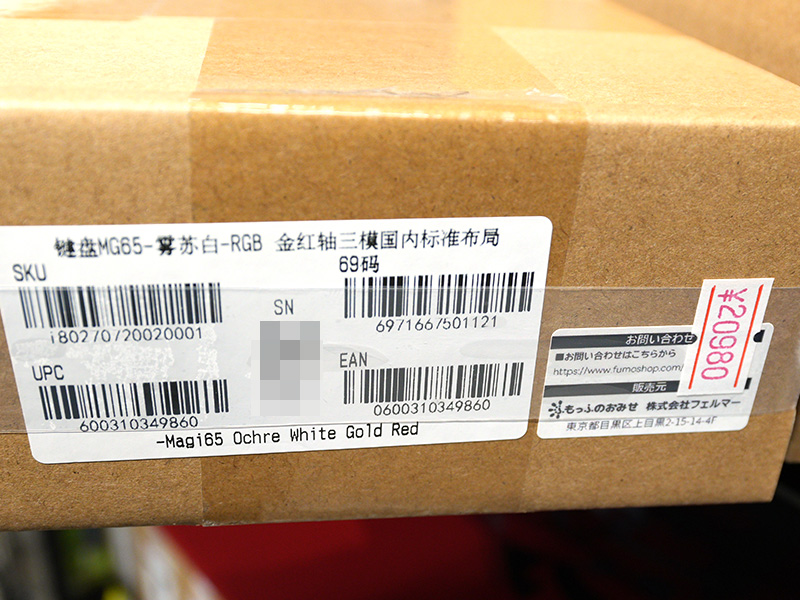 键盘MG65-雾苏白-RGB 金红轴三模国内标准布局
SKU
69码
i80270720020001
SN
6971667501121
UPC
EAN
600310349860
0600310349860
-Magi65 Ochre White Gold Red
¥20980
お問い合わせ
■お問い合わせはこちらから
https://www.fumoshop.com/
販売元
もっふのおみせ 株式会社フェルマー
東京都目黒区上目黒2-15-14-4F